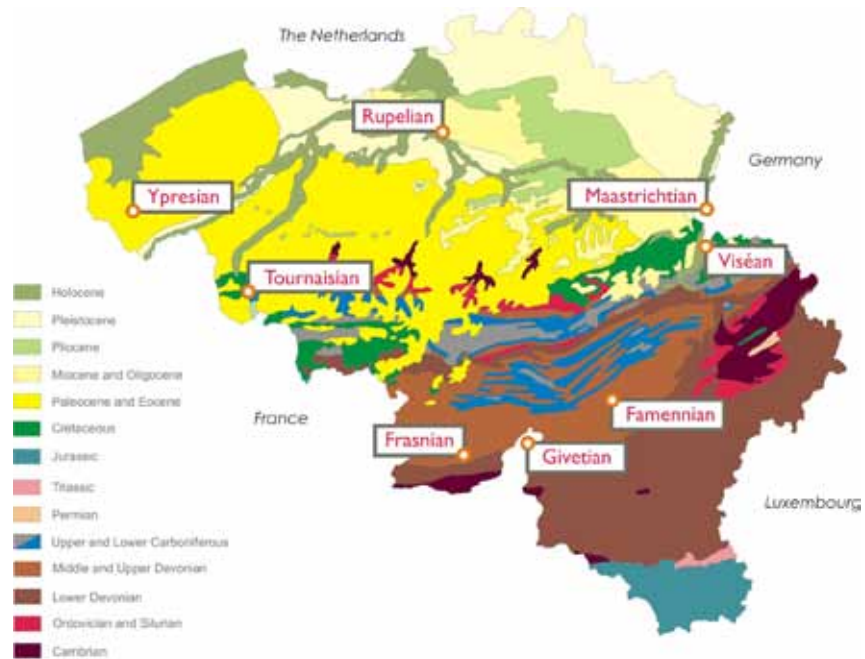 The Netherlands
Rupelian
Germany
Ypresian
Maastrichtian
Viséan
Tournaisian
Holocene
Pleistocene
Pliocene
Miocene and Oligocene
Paleocene and Eocene
Cretaceous
Jurassic
Triassic
Permian
Upper and Lower Carboniferous
Middle and Upper Devonian
Lower Devonian
Ordovician and Silurian
Cambrian
France
Famennian
Frasnian
Givetian
Luxembourg